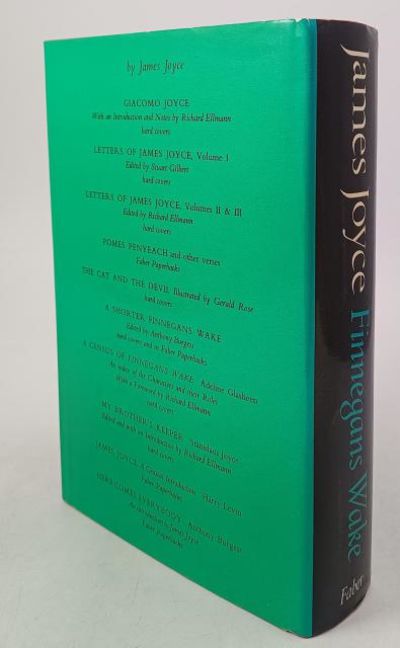 by James Joyce
GIACOMO JOYCE
With an Introduction and Notes by Richard Ellmann
hard covers
LETTERS OF JAMES JOYCE, Volume I
Edited by Stuart Gilbert
hard covers
LETTERS OF JAMES JOYCE, Volumes II & III
Edited by Richard Ellmann
hard covers
POMES PENYEACH and other verses
Faber Paperbacks
THE CAT AND THE DEVIL Illustrated by Gerald Rose
hard covers
A SHORTER FINNEGANS WAKE
Edited by Anthony Burgess
hard covers and in Faber Paperbacks
A CENSUS OF FINNEGANS WAKE Adeline Glasheen
An index of the Characters and their Roles
With a Foreword by Richard Ellmann
hard covers
MY BROTHER'S KEEPER Stanislaus Joyce
Edited and with an Introduction by Richard Ellmann
hard covers
JAMES JOYCE: A Critical Introduction Harry Levin
Faber Paperbacks
HERE COMES EVERYBODY Anthony Burgess
An introduction to James Joyce
Faber Paperbacks
James Joyce Finnegans Wake
Faber